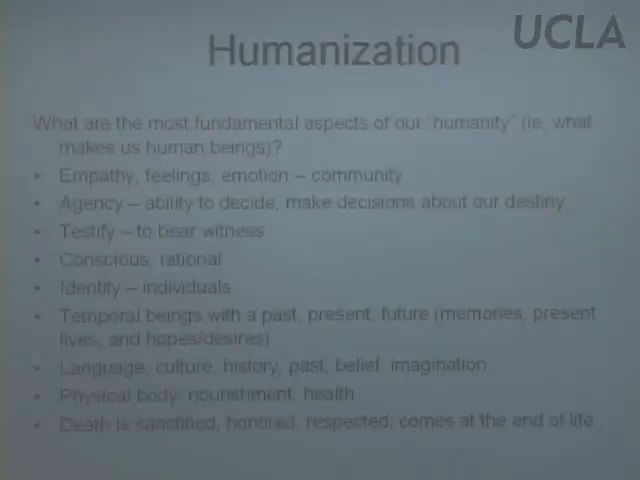 UCLA
Humanization
What are the most fundamental aspects of our "humanity" (ie, what
makes us human beings)?
• Empathy, feelings, emotion – community
• Agency – ability to decide, make decisions about our destiny
• Testify – to bear witness
• Conscious, rational
• Identity – individuals
• Temporal beings with a past, present, future (memories, present
lives, and hopes/desires)
• Language, culture, history, past, belief, imagination
• Physical body, nourishment, health
• Death is sanctified, honored, respected, comes at the end of life